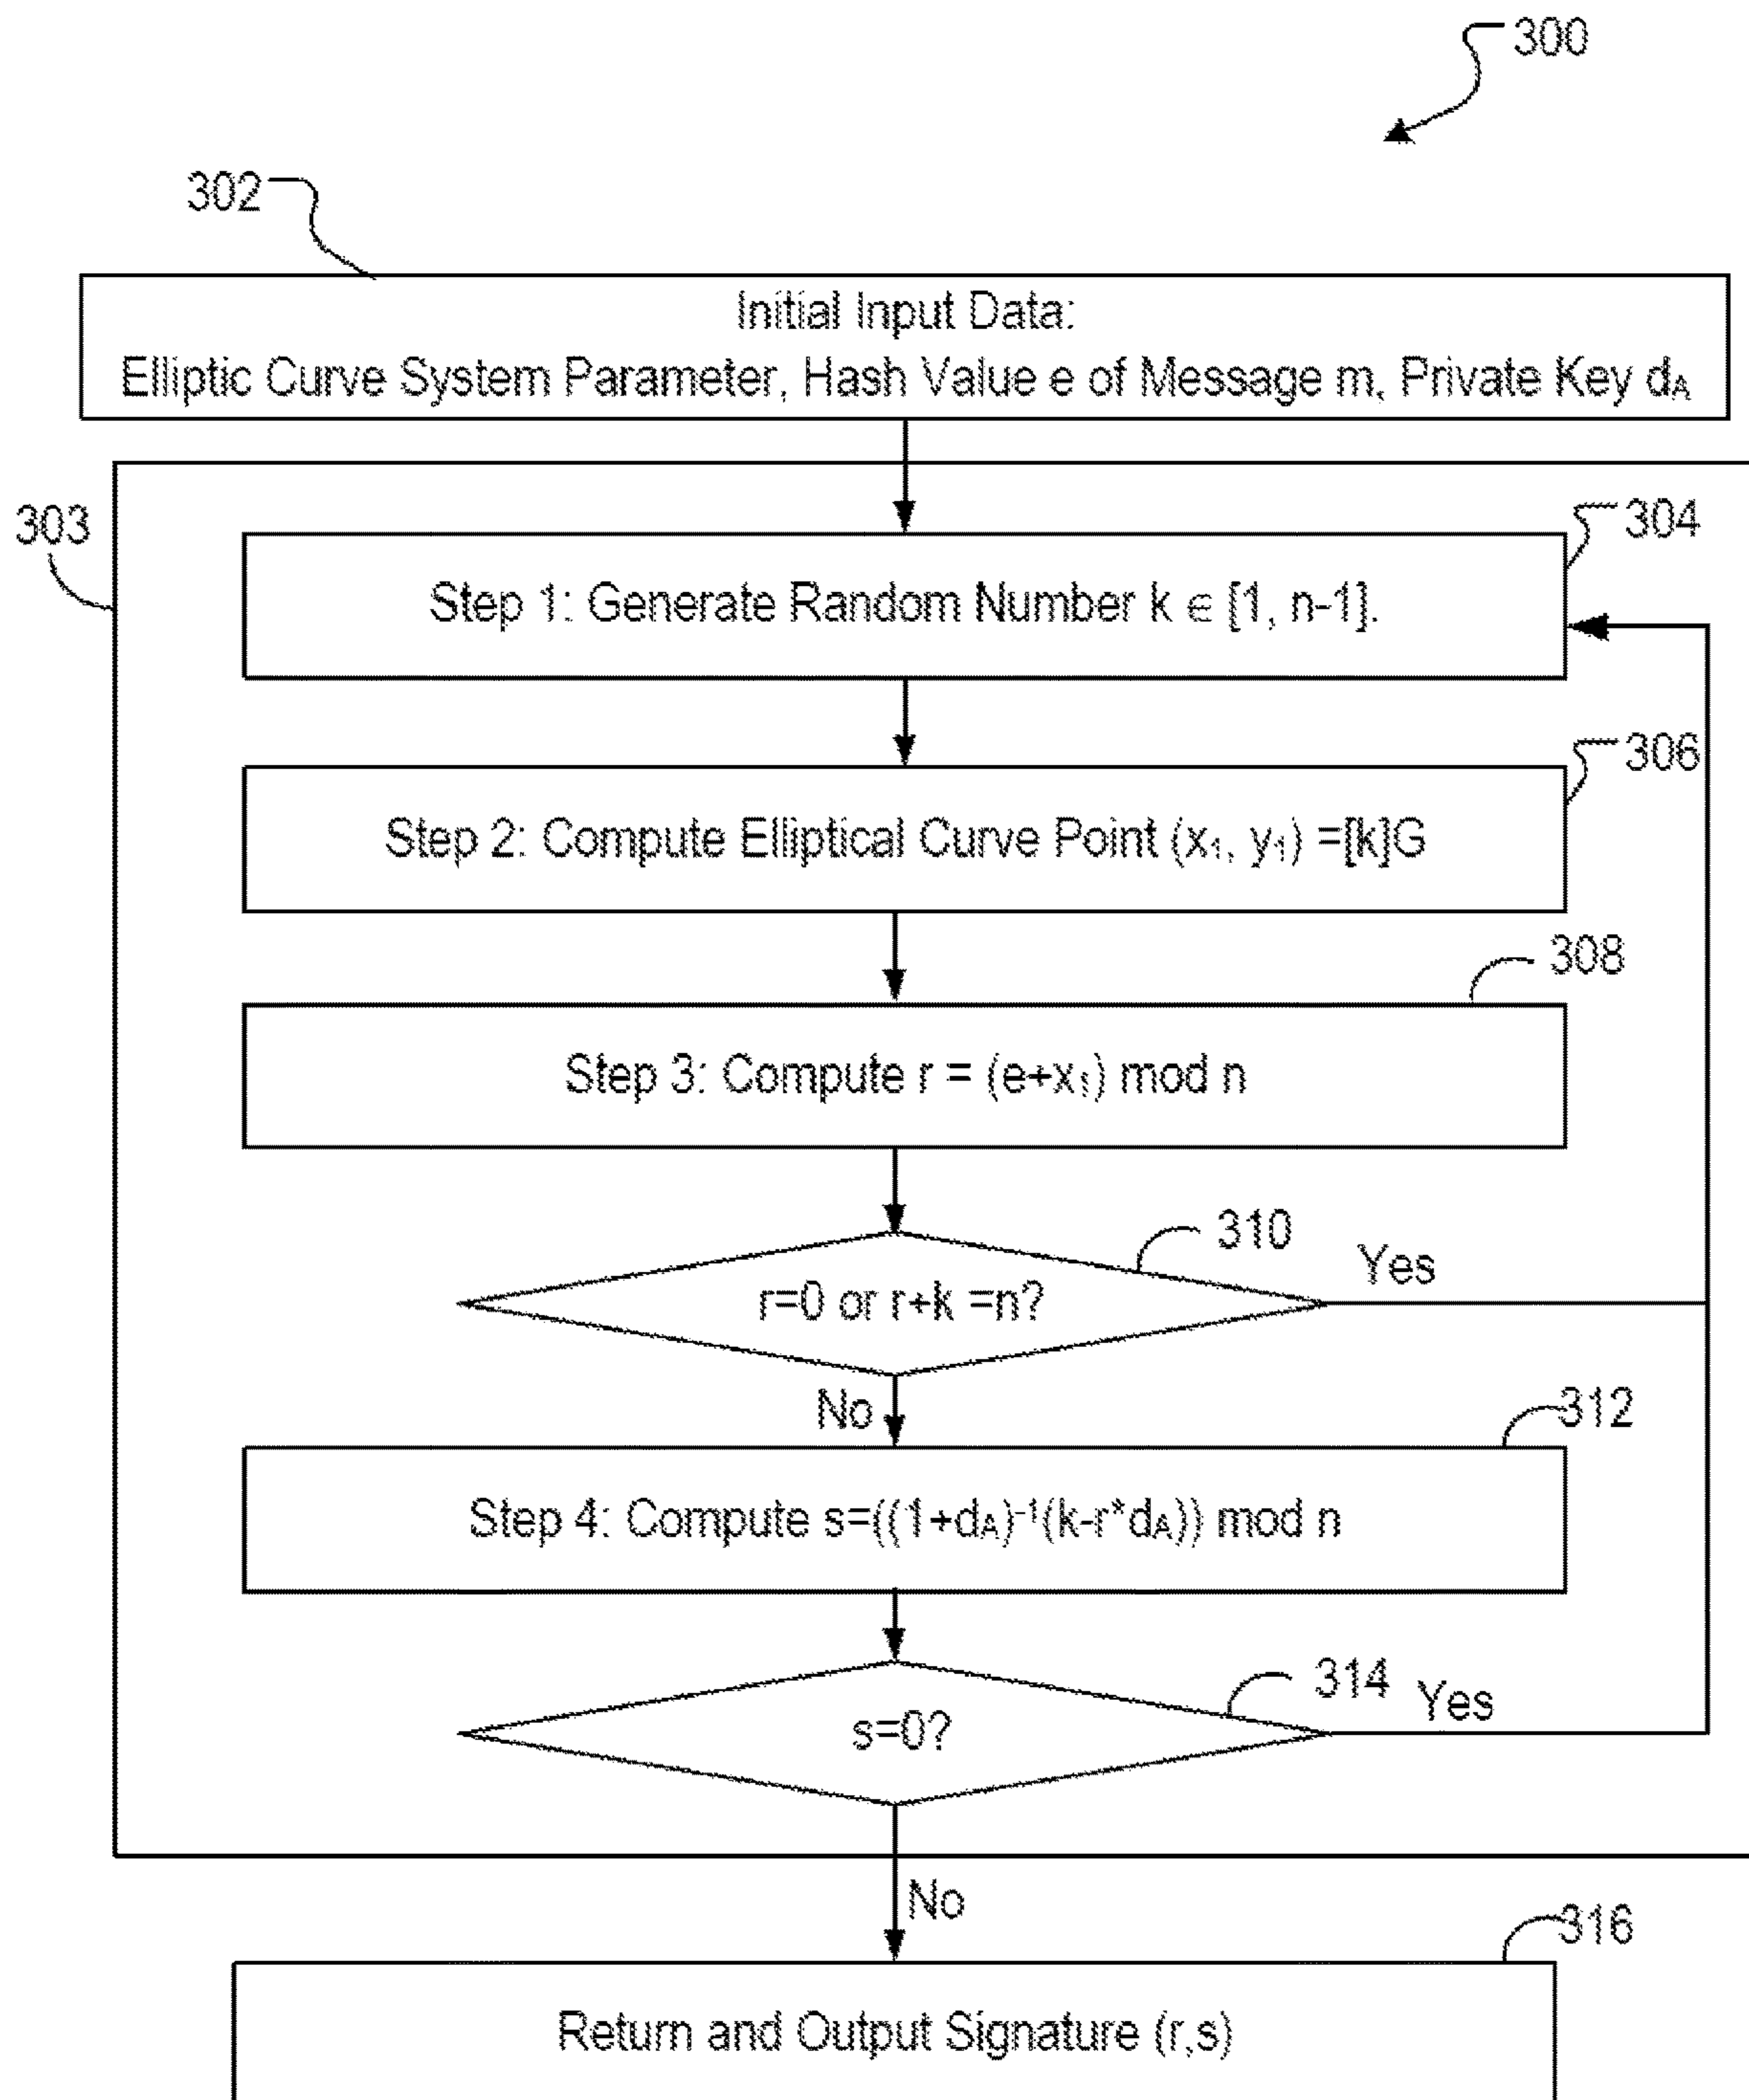 300
302
Initial Input Data:
Elliptic Curve System Parameter, Hash Value e of Message m, Private Key dA
303
304
Step 1: Generate Random Number k ∈ [1, n-1].
306
Step 2: Compute Elliptical Curve Point (x₁, y₁) =[k]G
308
Step 3: Compute r = (e+x₁) mod n
310
r=0 or r+k =n?
Yes
No
312
Step 4: Compute s=((1+dA)⁻¹(k-r*dA)) mod n
314
s=0?
Yes
No
316
Return and Output Signature (r,s)